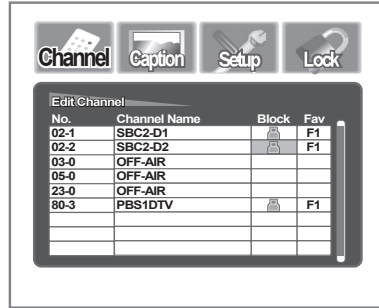 Channel Caption Setup Lock
Edit Channel
No. Channel Name Block Fav
02-1 SBC2-D1 F1
02-2 SBC2-D2 F1
03-0 OFF-AIR
05-0 OFF-AIR
23-0 OFF-AIR
80-3 PBS1DTV F1